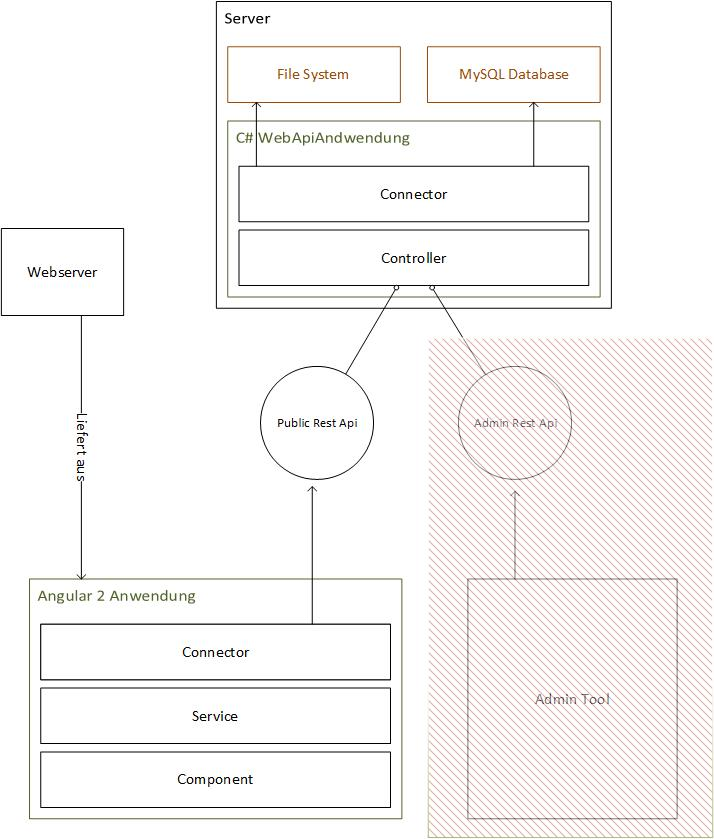 Server
File System
MySQL Database
C# WebApiAndwendung
Connector
Controller
Webserver
Liefert aus
Public Rest Api
Admin Rest Api
Angular 2 Anwendung
Connector
Service
Component
Admin Tool